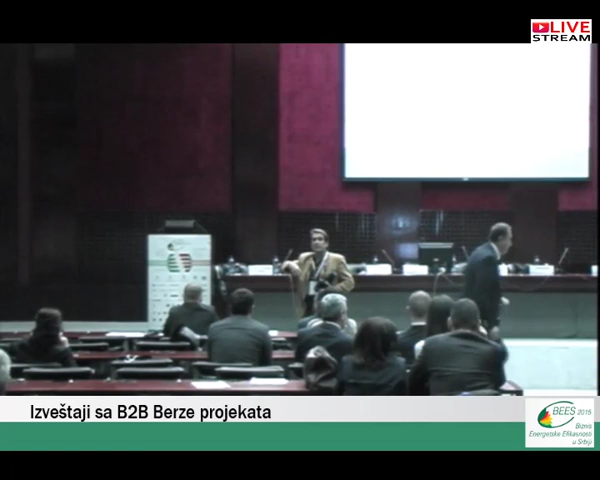 LIVE
STREAM
Izveštaji sa B2B Berze projekata
BEES 2015
Biznis
Energetske Efikasnosti
u Srbiji